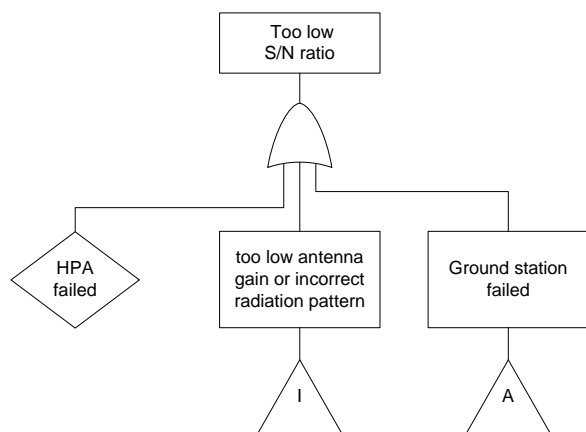 Too low
S/N ratio
HPA
failed
too low antenna
gain or incorrect
radiation pattern
Ground station
failed
I
A